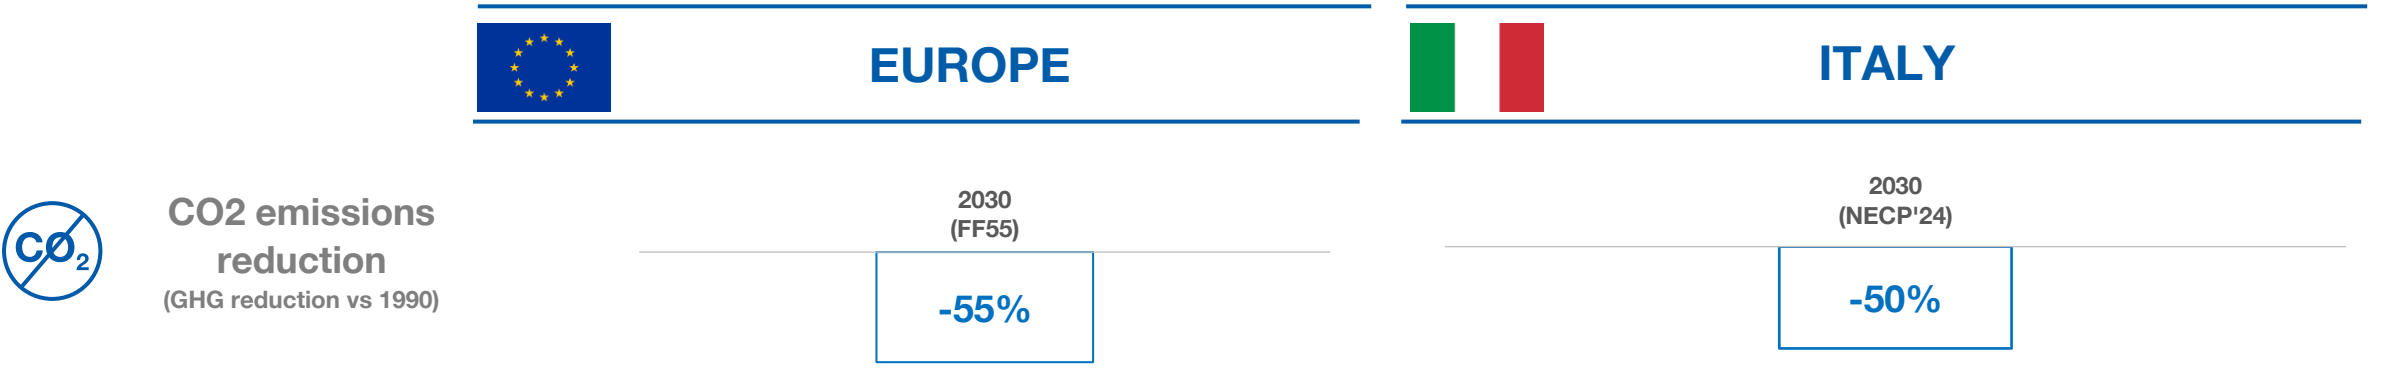 EUROPE
ITALY
CO₂
CO2 emissions
reduction
(GHG reduction vs 1990)
2030
(FF55)
-55%
2030
(NECP'24)
-50%